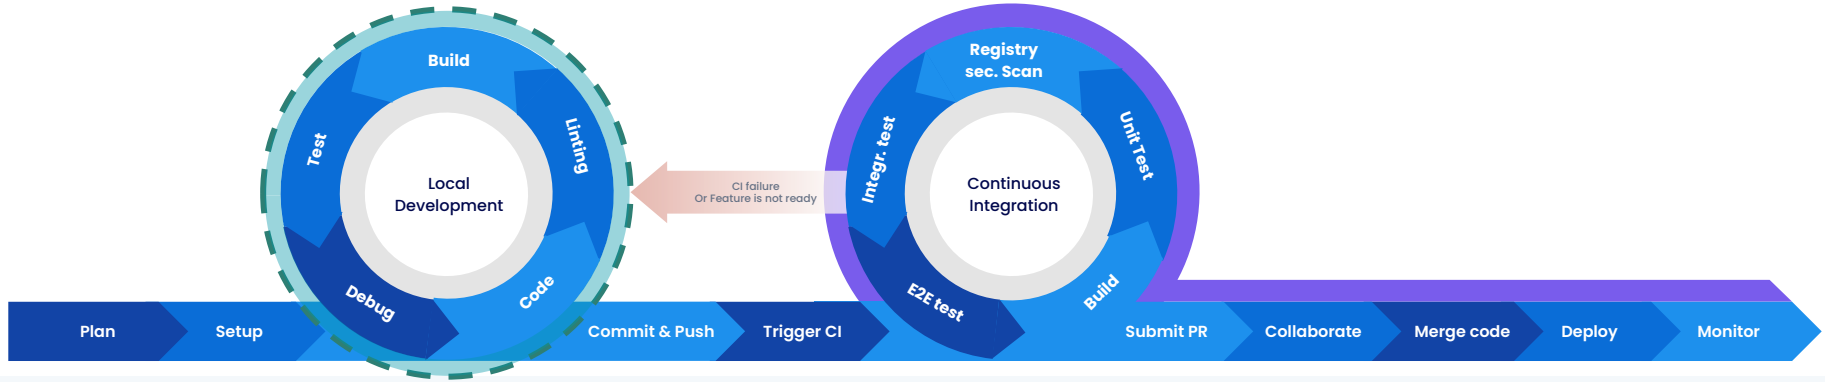 Build
Linting
Code
Debug
Test
Local
Development
CI failure
Or Feature is not ready
Registry
sec. Scan
Unit Test
Build
E2E test
Integr. test
Continuous
Integration
Plan
Setup
Commit & Push
Trigger CI
Submit PR
Collaborate
Merge code
Deploy
Monitor